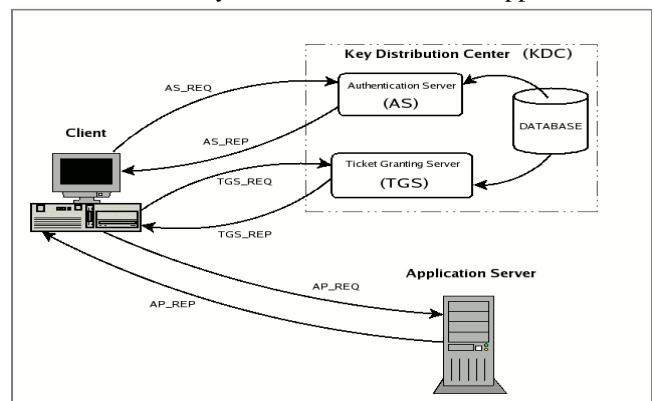 Key Distribution Center (KDC)
AS_REQ
Authentication Server
(AS)
Client
AS_REP
DATABASE
TGS_REQ
Ticket Granting Server
(TGS)
TGS_REP
Application Server
AP_REQ
AP_REP